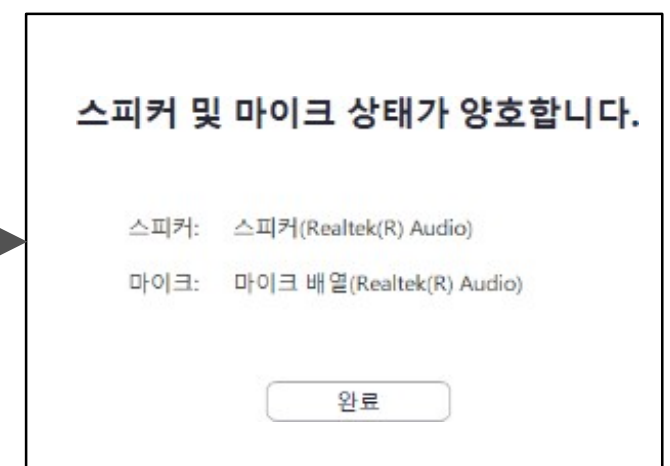 스피커 및 마이크 상태가 양호합니다.
스피커: 스피커(Realtek(R) Audio)
마이크: 마이크 배열(Realtek(R) Audio)
완료